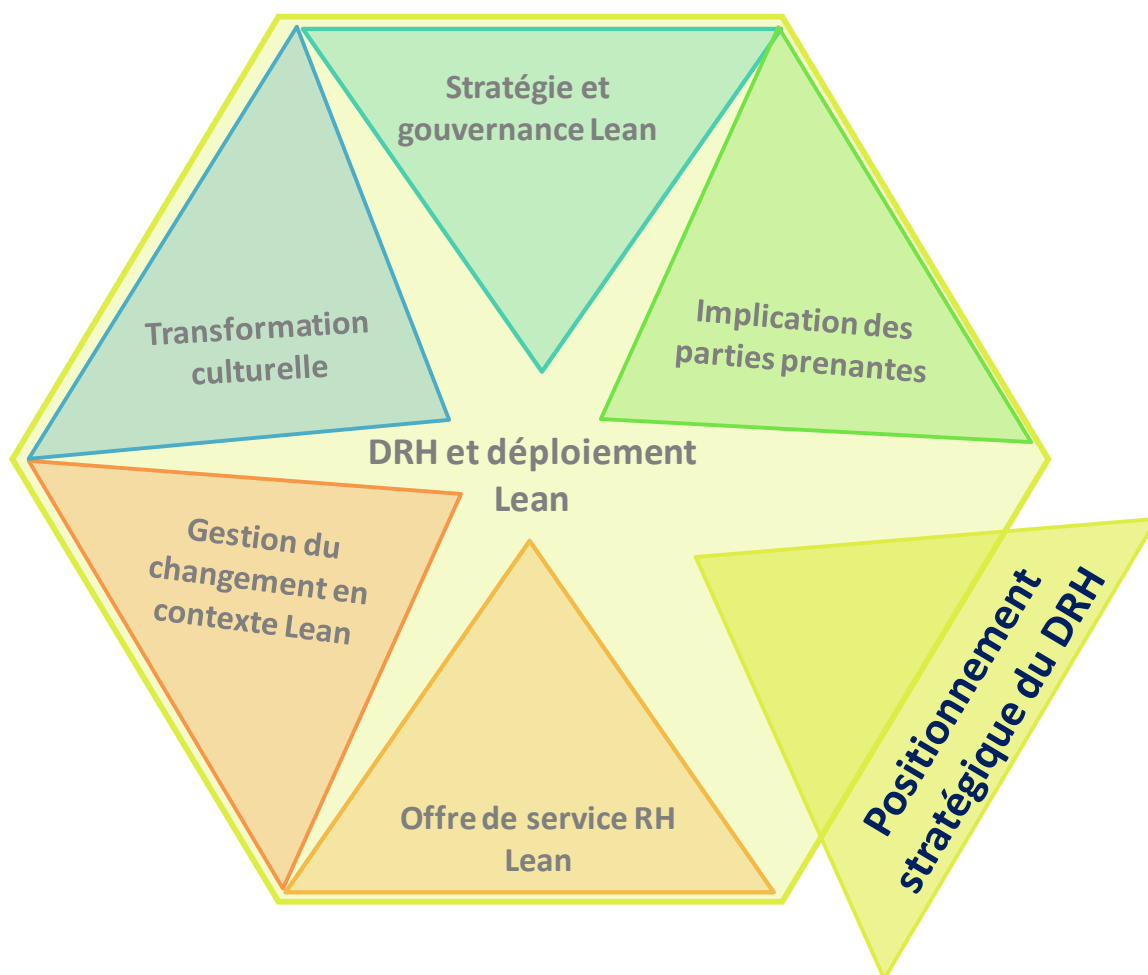 Stratégie et
gouvernance Lean
Implication des
parties prenantes
Transformation
culturelle
DRH et déploiement
Lean
Gestion du
changement en
contexte Lean
Positionnement
stratégique du DRH
Offre de service RH
Lean